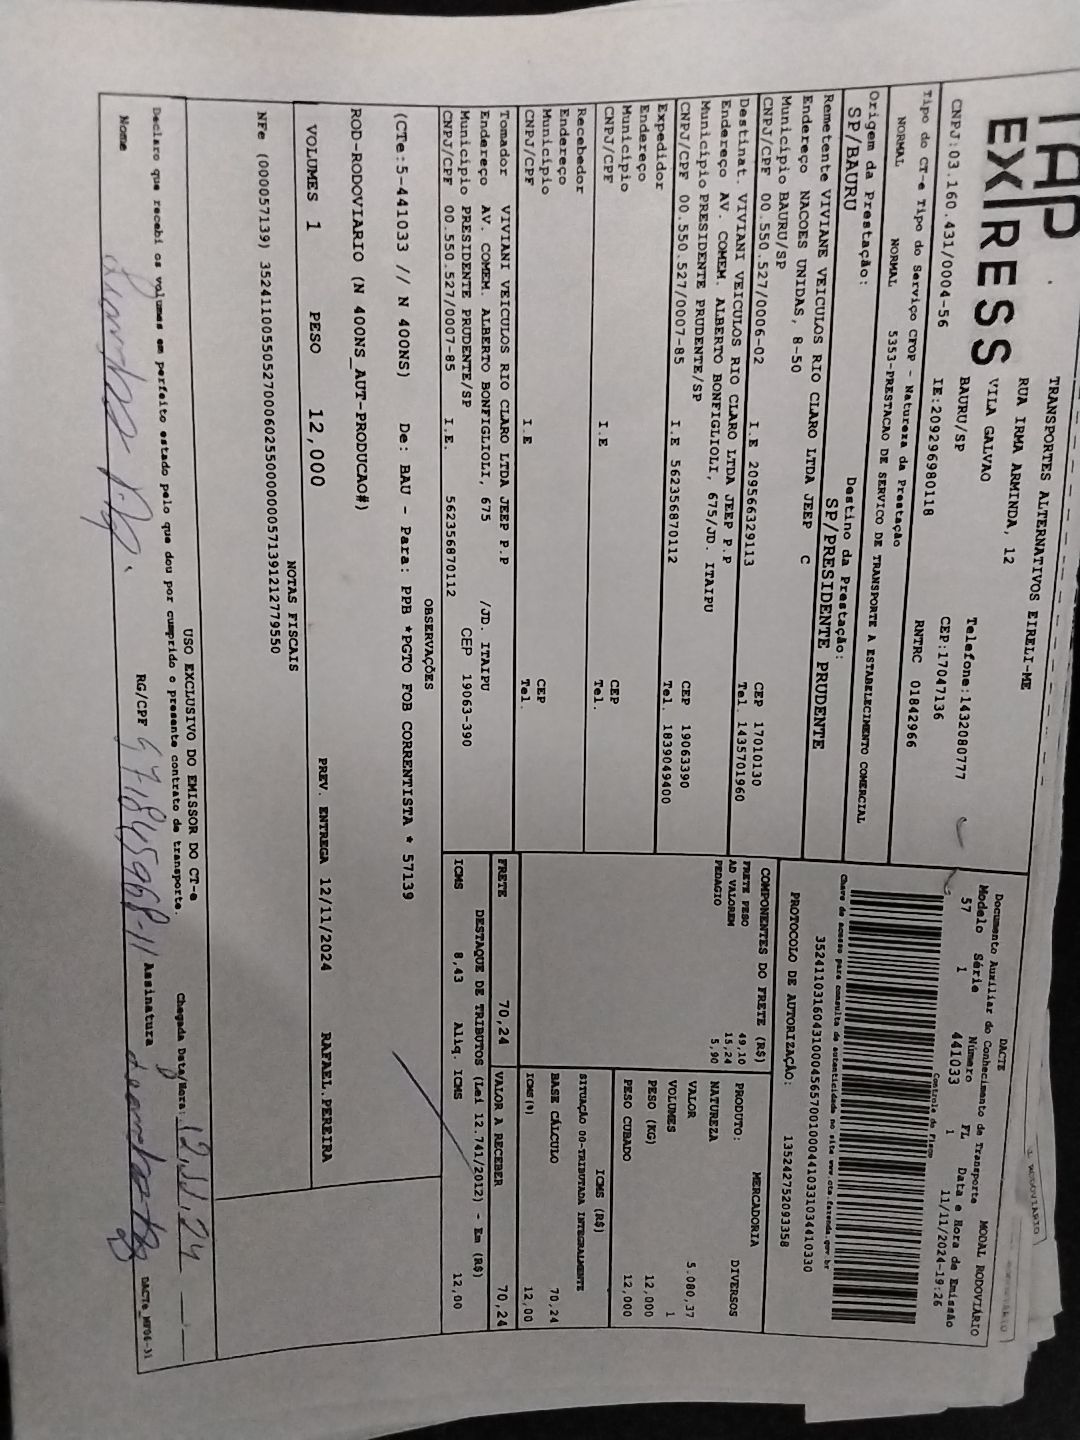 TAP
EXPRESS
TRANSPORTES ALTERNATIVOS EIRELI-ME
RUA IRMA ARMINDA, 12
VILA GALVAO Telefone:1432080777
BAURU/SP CEP:17047136
CNPJ:03.160.431/0004-56 IE:209296980118 RNTRC 01842966
Tipo do CT-e Tipo do Serviço CFOP - Natureza da Prestação
NORMAL NORMAL 5353-PRESTACAO DE SERVICO DE TRANSPORTE A ESTABELECIMENTO COMERCIAL
Origem da Prestação: Destino da Prestação:
SP/BAURU SP/PRESIDENTE PRUDENTE
DACTE MODAL RODOVIÁRIO
Documento Auxiliar do Conhecimento de Transporte
Modelo Série Número FL Data e Hora de Emissão
57 1 441033 1 11/11/2024-19:26
Controle do Fisco
Chave de acesso para consulta de autenticidade no site www.cte.fazenda.gov.br
PROTOCOLO DE AUTORIZAÇÃO: 135242752093358
Remetente VIVIANE VEICULOS RIO CLARO LTDA JEEP C
Endereço NACOES UNIDAS, 8-50
Município BAURU/SP CEP 17010130
CNPJ/CPF 00.550.527/0006-02 I.E 209566329113 Tel. 1435701960
Destinat. VIVIANI VEICULOS RIO CLARO LTDA JEEP P.P
Endereço AV. COMEM. ALBERTO BONFIGLIOLI, 675/JD. ITAIPU
Município PRESIDENTE PRUDENTE/SP CEP 19063390
CNPJ/CPF 00.550.527/0007-85 I.E 562356870112 Tel. 1839049400
Expedidor
Endereço
Município CEP
CNPJ/CPF I.E Tel.
Recebedor
Endereço
Município CEP
CNPJ/CPF I.E Tel.
Tomador VIVIANI VEICULOS RIO CLARO LTDA JEEP P.P
Endereço AV. COMEM. ALBERTO BONFIGLIOLI, 675 /JD. ITAIPU
Município PRESIDENTE PRUDENTE/SP CEP 19063-390
CNPJ/CPF 00.550.527/0007-85 I.E. 562356870112
COMPONENTES DO FRETE (R$)
FRETE PESO 49,10
AD VALOREM 15,24
PEDAGIO 5,90
MERCADORIA
PRODUTO: DIVERSOS
NATUREZA
VALOR 5.080,37
VOLUMES 1
PESO (KG) 12,000
PESO CUBADO 12,000
ICMS (R$)
SITUAÇÃO 00-TRIBUTADA INTEGRALMENTE
BASE CÁLCULO 70,24
ICMS(%) 12,00
FRETE 70,24 VALOR A RECEBER 70,24
DESTAQUE DE TRIBUTOS (Lei 12.741/2012) - Em (R$)
ICMS 8,43 Aliq. ICMS 12,00
OBSERVAÇÕES
(CTe:5-441033 // N 400NS) De: BAU - Para: PPB *PGTO FOB CORRENTISTA * 57139
ROD-RODOVIARIO (N 400NS_AUT-PRODUCAO#)
VOLUMES 1 PESO 12,000 PREV. ENTREGA 12/11/2024 RAFAEL.PEREIRA
NOTAS FISCAIS
NFe (000057139)
USO EXCLUSIVO DO EMISSOR DO CT-e
Declaro que recebi os volumes em perfeito estado pelo que dou por cumprido o presente contrato de transporte. Chegada Data/Hora: 12.11.24
Nome RG/CPF Assinatura